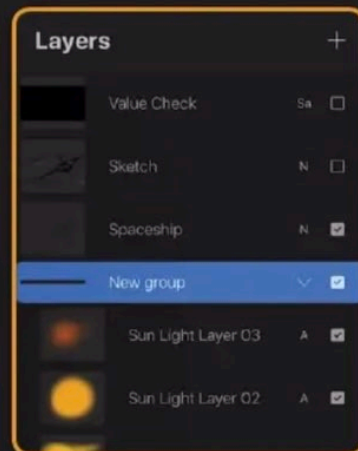 Layers
Value Check Sa
Sketch N
Spaceship N
New group
Sun Light Layer 03 A
Sun Light Layer 02 A